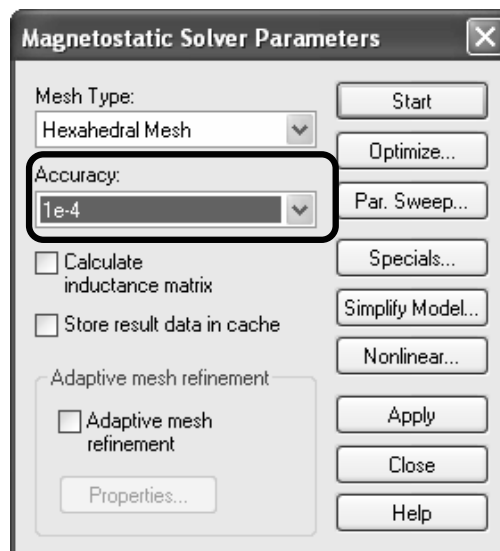 Magnetostatic Solver Parameters
Mesh Type:
Hexahedral Mesh
Accuracy:
1e-4
Calculate
inductance matrix
Store result data in cache
Adaptive mesh refinement
Adaptive mesh
refinement
Properties...
Start
Optimize...
Par. Sweep...
Specials...
Simplify Model...
Nonlinear...
Apply
Close
Help